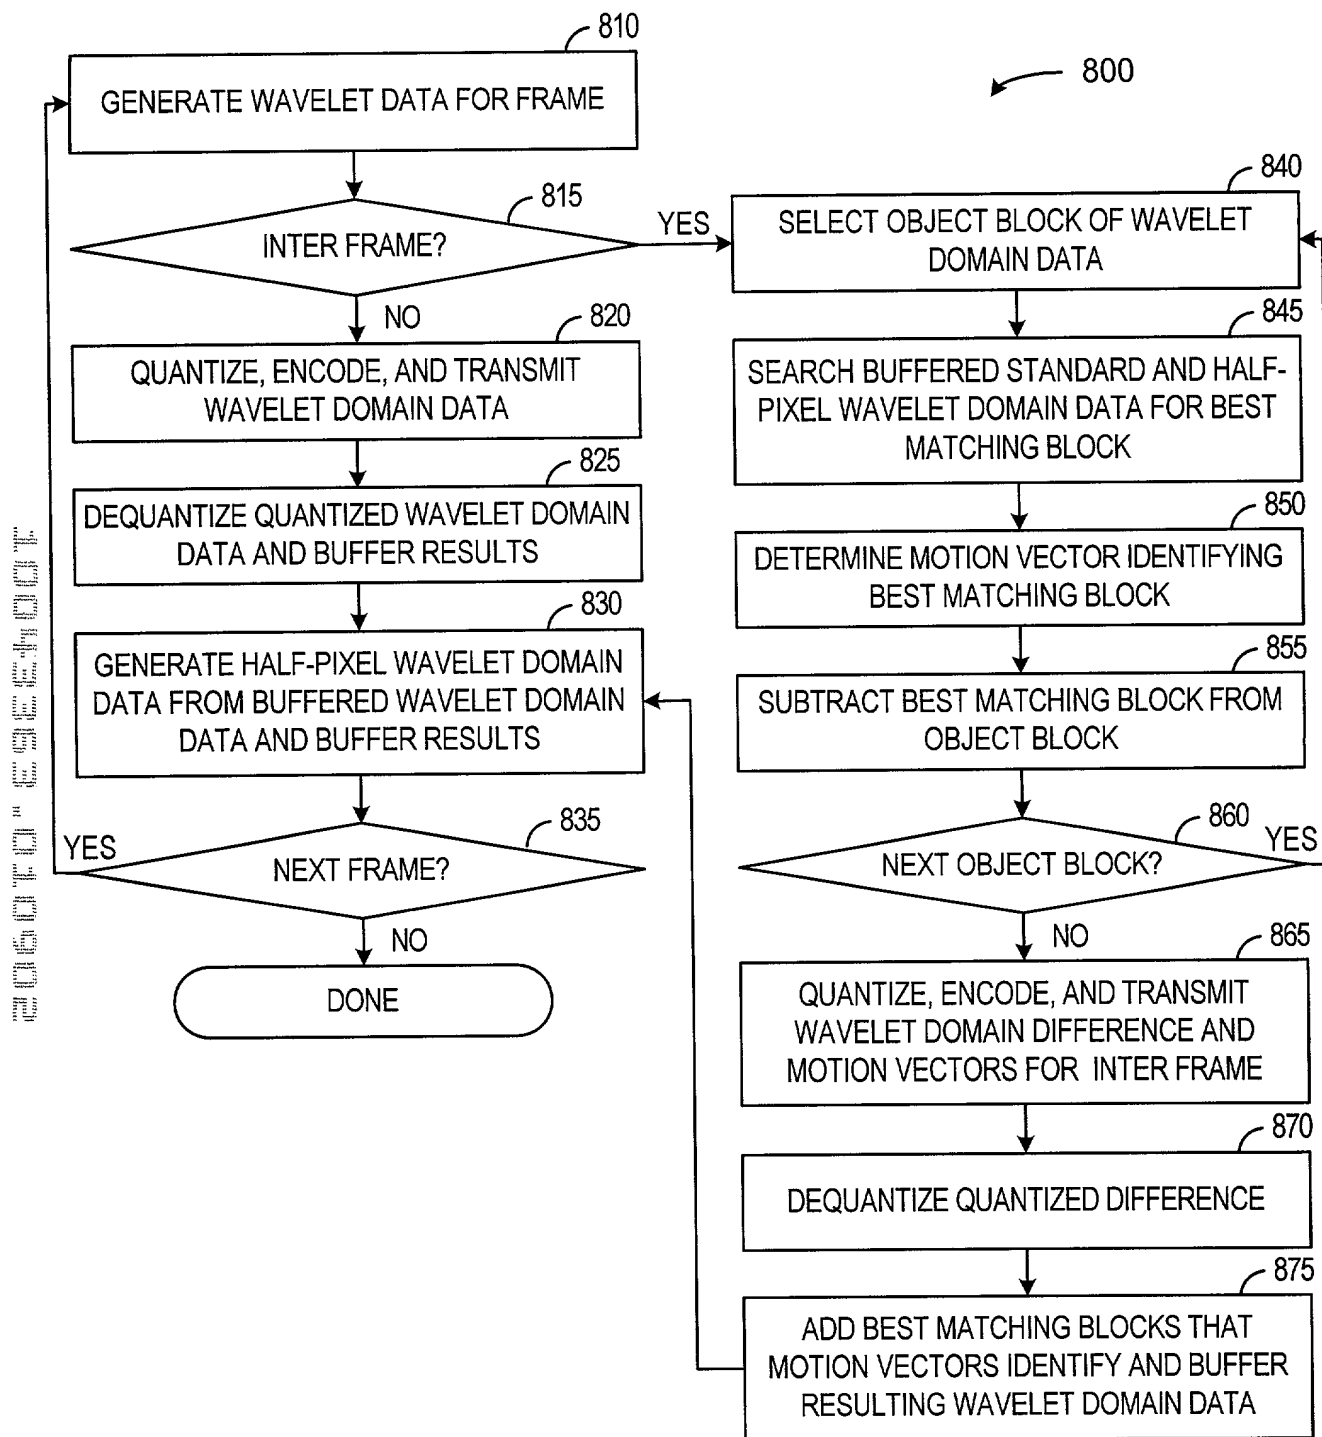 810
GENERATE WAVELET DATA FOR FRAME
800
815
INTER FRAME?
YES
NO
820
QUANTIZE, ENCODE, AND TRANSMIT
WAVELET DOMAIN DATA
825
DEQUANTIZE QUANTIZED WAVELET DOMAIN
DATA AND BUFFER RESULTS
830
GENERATE HALF-PIXEL WAVELET DOMAIN
DATA FROM BUFFERED WAVELET DOMAIN
DATA AND BUFFER RESULTS
835
YES
NEXT FRAME?
NO
DONE
840
SELECT OBJECT BLOCK OF WAVELET
DOMAIN DATA
845
SEARCH BUFFERED STANDARD AND HALF-
PIXEL WAVELET DOMAIN DATA FOR BEST
MATCHING BLOCK
850
DETERMINE MOTION VECTOR IDENTIFYING
BEST MATCHING BLOCK
855
SUBTRACT BEST MATCHING BLOCK FROM
OBJECT BLOCK
860
YES
NEXT OBJECT BLOCK?
NO
865
QUANTIZE, ENCODE, AND TRANSMIT
WAVELET DOMAIN DIFFERENCE AND
MOTION VECTORS FOR INTER FRAME
870
DEQUANTIZE QUANTIZED DIFFERENCE
875
ADD BEST MATCHING BLOCKS THAT
MOTION VECTORS IDENTIFY AND BUFFER
RESULTING WAVELET DOMAIN DATA